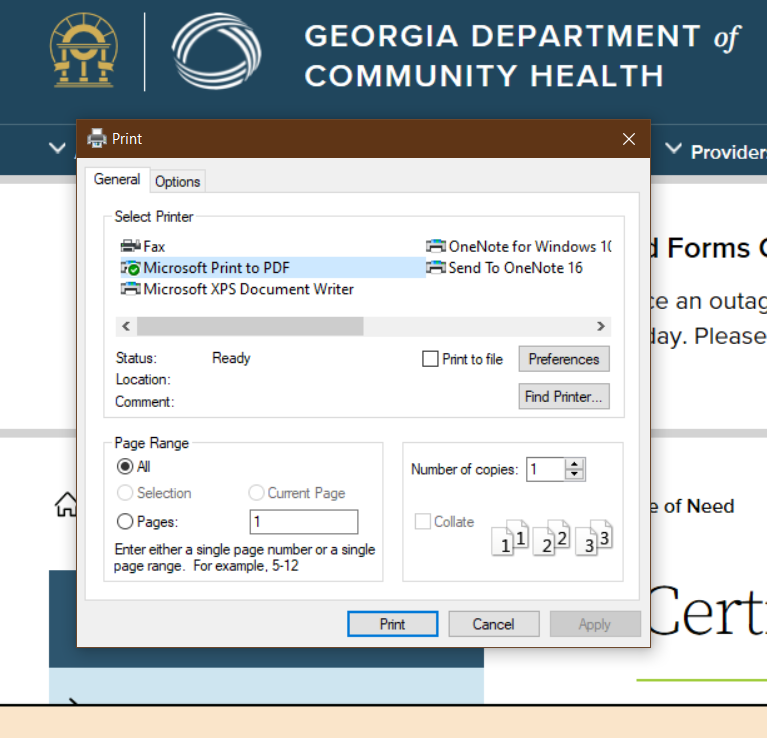 GEORGIA DEPARTMENT of
COMMUNITY HEALTH
Print
Provider
General Options
Select Printer
Fax
OneNote for Windows 10
Microsoft Print to PDF
Send To OneNote 16
Microsoft XPS Document Writer
d Forms
ce an outag
day. Please
Status: Ready
Print to file
Preferences
Location:
Comment:
Find Printer...
Page Range
All
Selection
Current Page
Pages: 1
Enter either a single page number or a single
page range. For example, 5-12
Number of copies: 1
Collate
1 1 2 2 3 3
e of Need
Print
Cancel
Apply
Cert